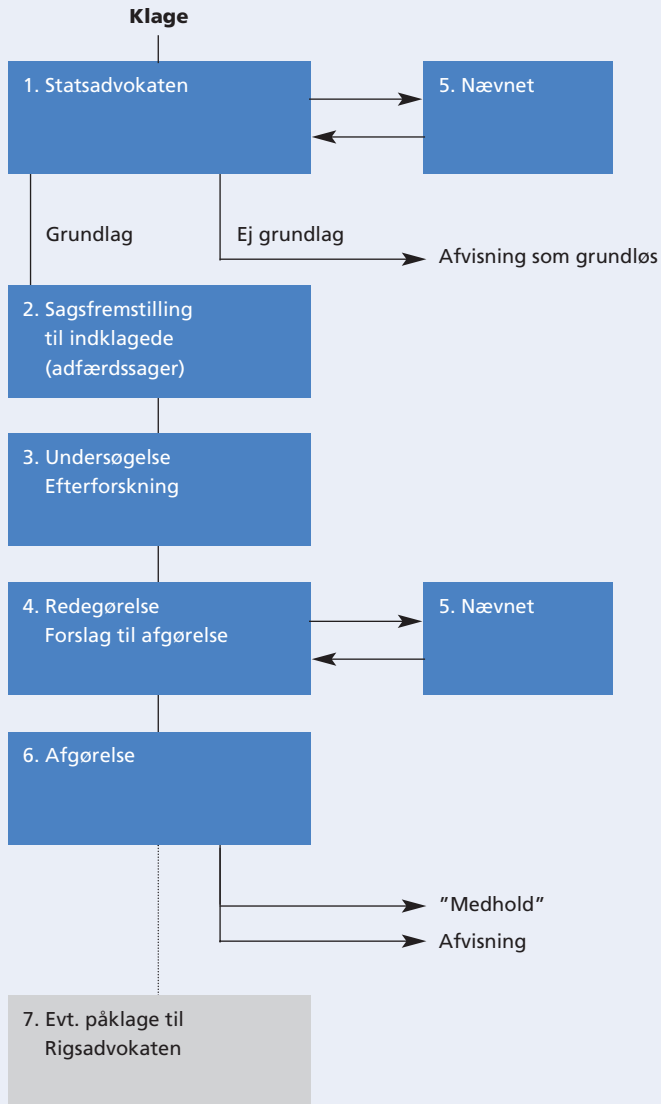 Klage
1. Statsadvokaten
5. Nævnet
Grundlag
Ej grundlag
Afvisning som grundløs
2. Sagsfremstilling
til indklagede
(adfærdssager)
3. Undersøgelse
Efterforskning
4. Redegørelse
Forslag til afgørelse
5. Nævnet
6. Afgørelse
”Medhold”
Afvisning
7. Evt. påklage til
Rigsadvokaten